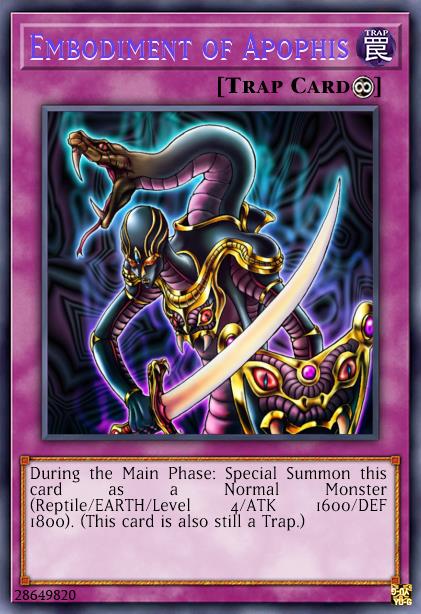 Embodiment of Apophis
TRAP
罠
[Trap Card]
During the Main Phase: Special Summon this
card as a Normal Monster
(Reptile/EARTH/Level 4/ATK 1600/DEF
1800). (This card is also still a Trap.)
28649820